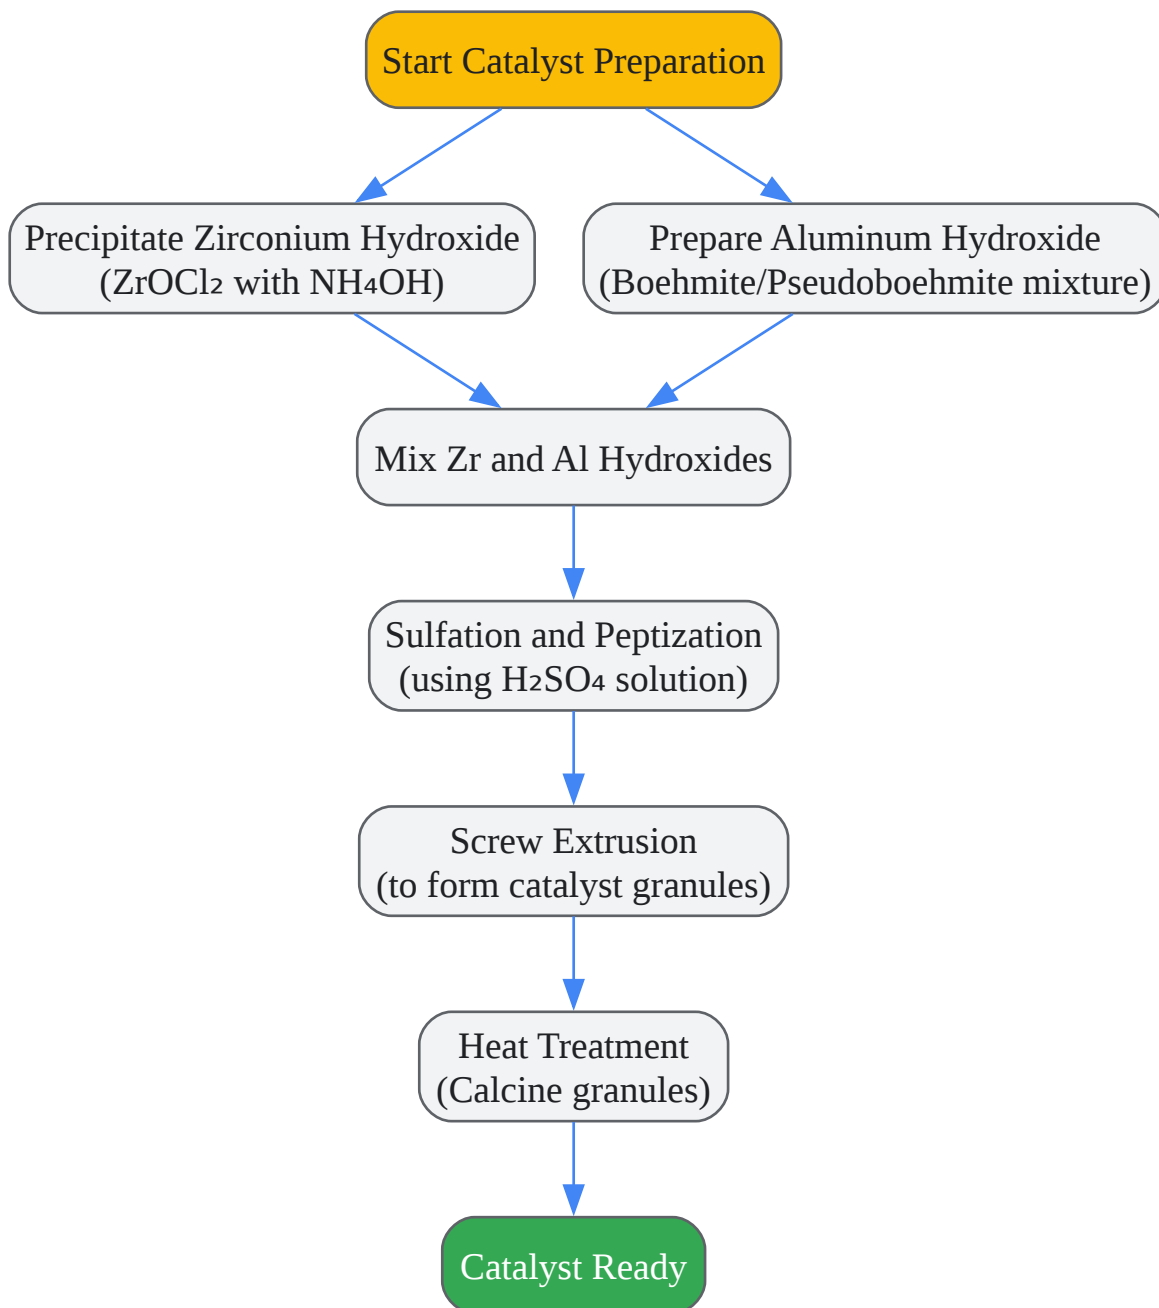 Start Catalyst Preparation
Precipitate Zirconium Hydroxide
(ZrOCl₂ with NH₄OH)
Prepare Aluminum Hydroxide
(Boehmite/Pseudoboehmite mixture)
Mix Zr and Al Hydroxides
Sulfation and Peptization
(using H₂SO₄ solution)
Screw Extrusion
(to form catalyst granules)
Heat Treatment
(Calcine granules)
Catalyst Ready